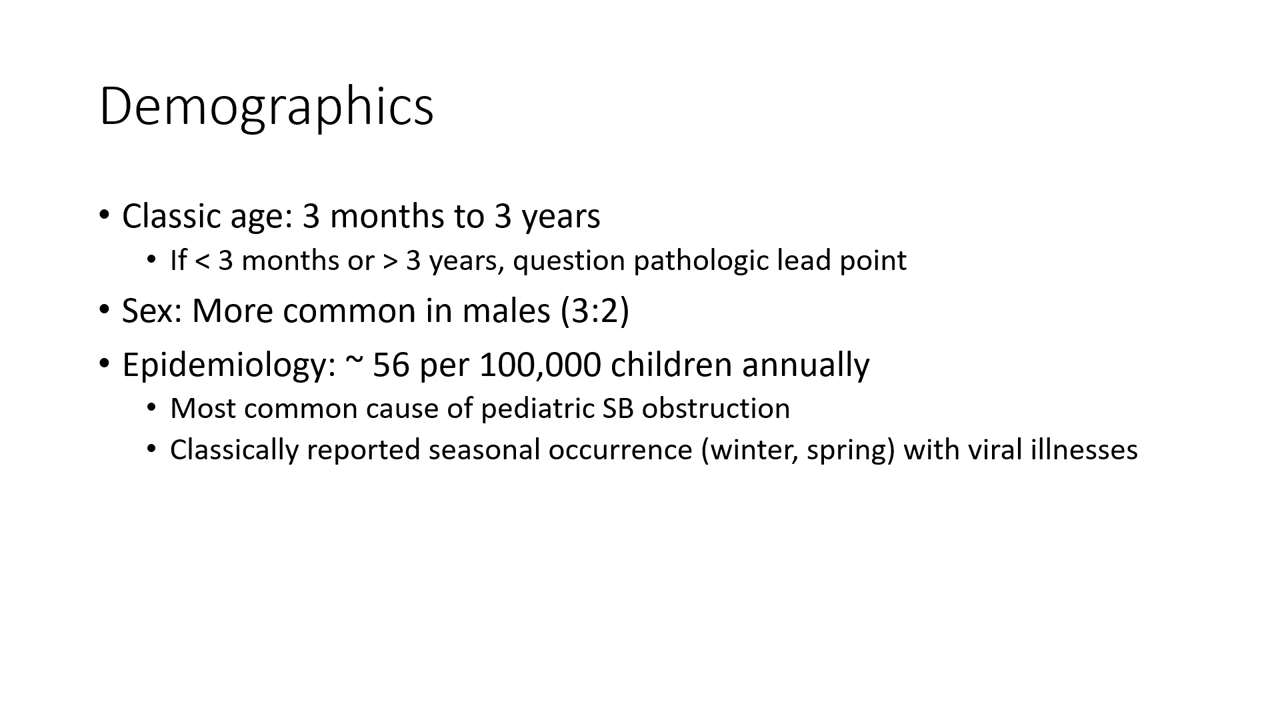 Demographics
• Classic age: 3 months to 3 years
• If < 3 months or > 3 years, question pathologic lead point
• Sex: More common in males (3:2)
• Epidemiology: ~ 56 per 100,000 children annually
• Most common cause of pediatric SB obstruction
• Classically reported seasonal occurrence (winter, spring) with viral illnesses